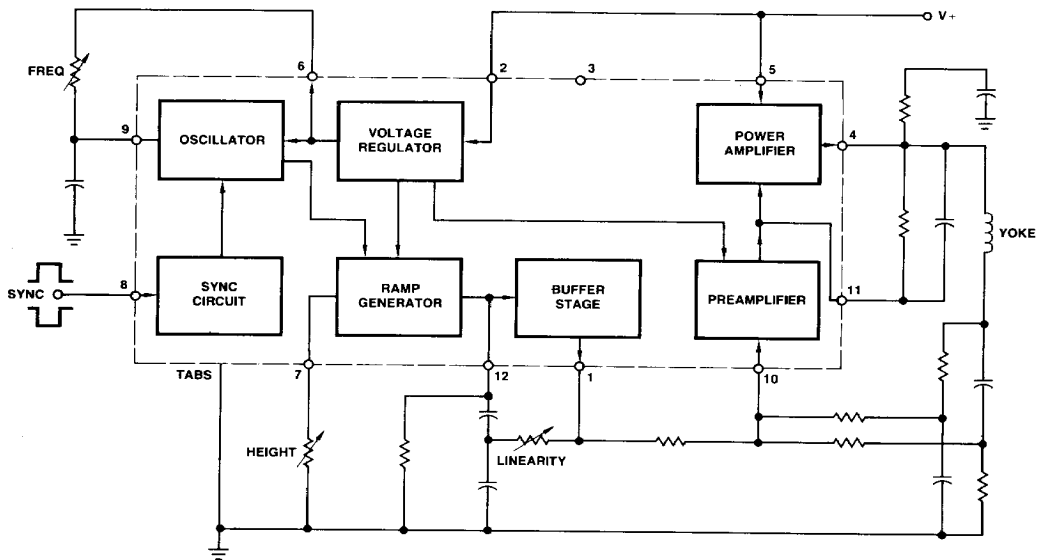 V+
FREQ
6
2
3
5
9
OSCILLATOR
VOLTAGE
REGULATOR
POWER
AMPLIFIER
4
YOKE
SYNC
8
SYNC
CIRCUIT
RAMP
GENERATOR
BUFFER
STAGE
PREAMPLIFIER
11
TABS
7
12
1
10
HEIGHT
LINEARITY